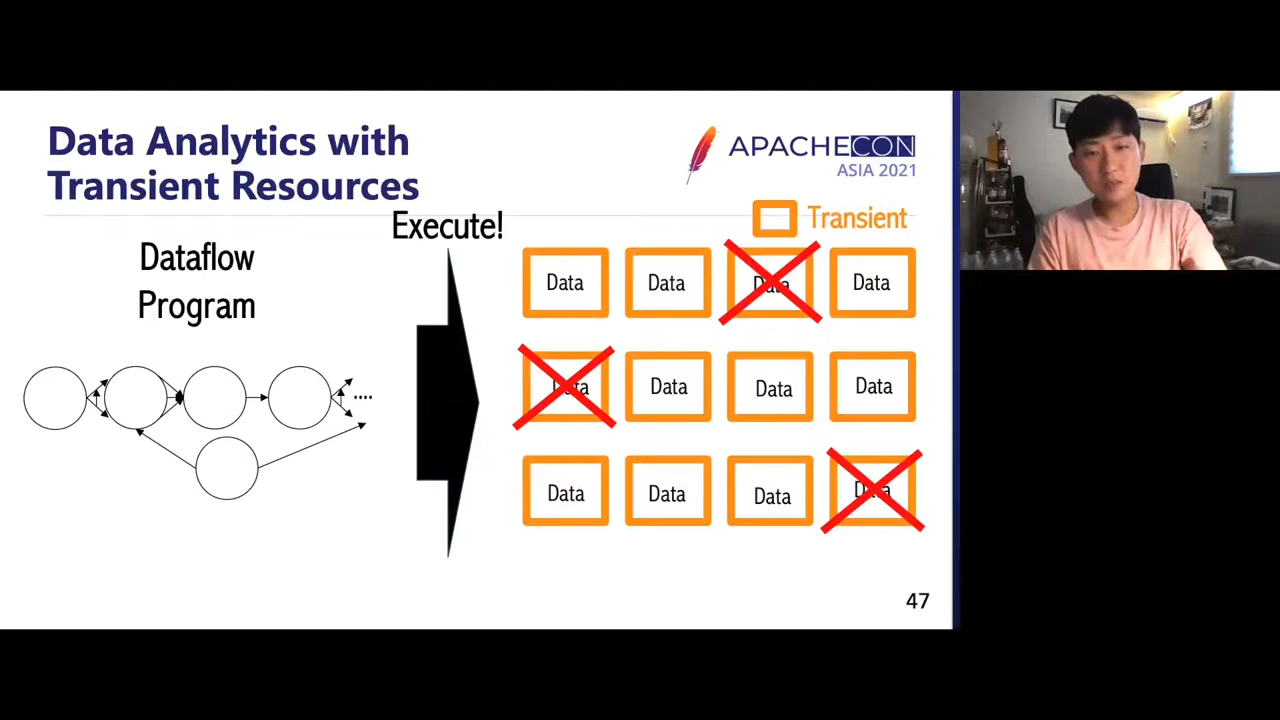 Data Analytics with
Transient Resources
APACHECON
ASIA 2021
Execute!
Transient
Dataflow
Program
Data Data Data Data
Data Data Data Data
....
Data Data Data Data
47